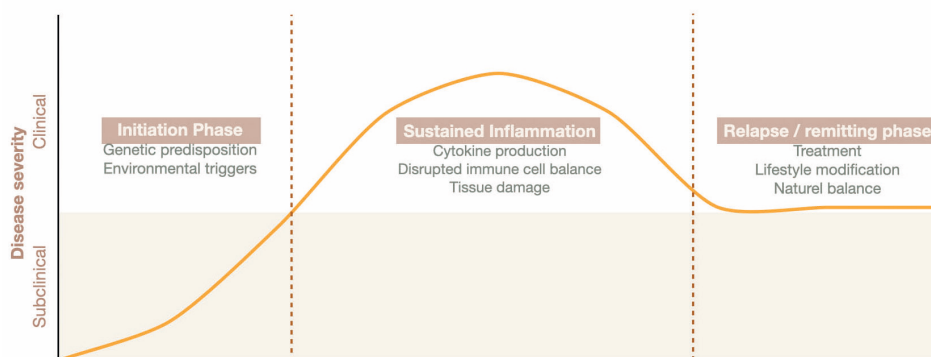 Disease severity
Clinical
Subclinical
Initiation Phase
Genetic predisposition
Environmental triggers
Sustained Inflammation
Cytokine production
Disrupted immune cell balance
Tissue damage
Relapse / remitting phase
Treatment
Lifestyle modification
Naturel balance